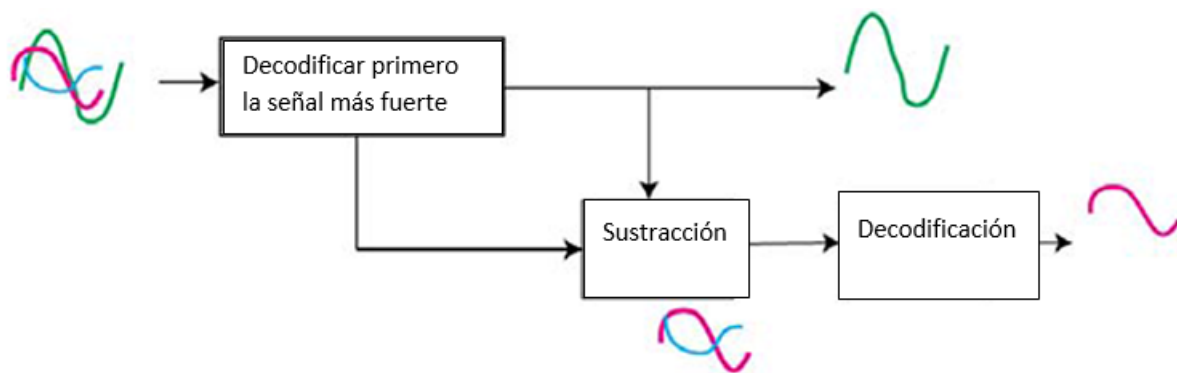 Decodificar primero
la señal más fuerte
Sustracción
Decodificación